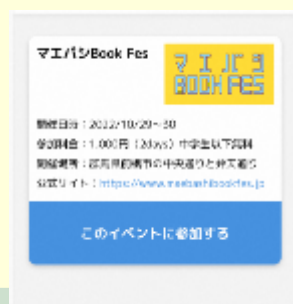 マエバシBook Fes
マエバシ
BOOK FES
開催日時：2022/10/29~30
参加料金：1,000円（2days）中学生以下無料
開催場所：群馬県前橋市の中央通りと弁天通り
公式サイト：https://www.maebashibookfes.jp
このイベントに参加する